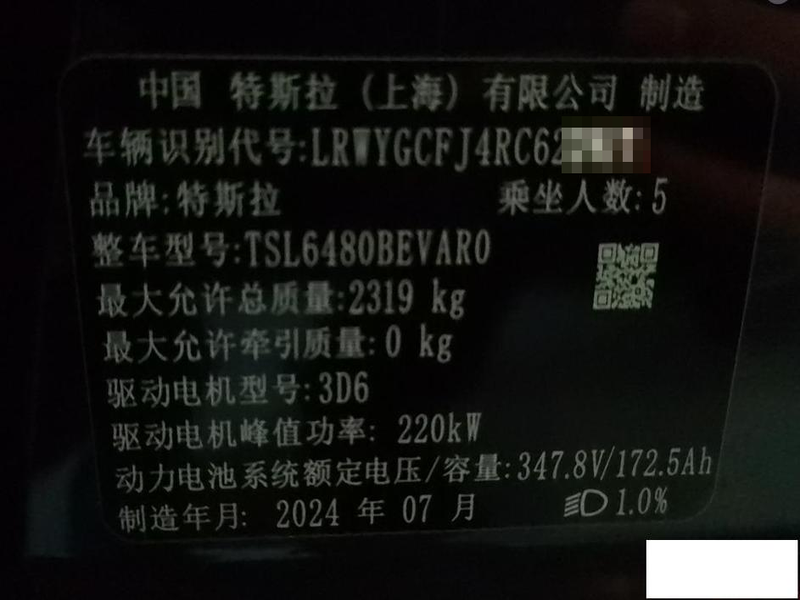 中国 特斯拉 (上海) 有限公司 制造
车辆识别代号:LRWYGCFJ4RC62
品牌:特斯拉 乘坐人数:5
整车型号:TSL6480BEVAR0
最大允许总质量:2319 kg
最大允许牵引质量:0 kg
驱动电机型号:3D6
驱动电机峰值功率: 220kW
动力电池系统额定电压/容量:347.8V/172.5Ah
制造年月: 2024 年 07 月 1.0%